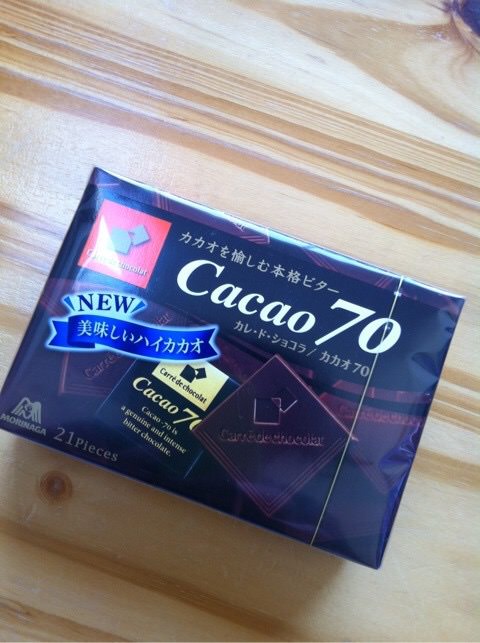 Carré de chocolat
カカオを愉しむ本格ビター
Cacao 70
カレ・ド・ショコラ/カカオ70
NEW
美味しいハイカカオ
Carré de chocolat
Cacao 70
Cacao 70%
a genuine and intense
bitter chocolate.
Carré de chocolat
MORINAGA
21 Pieces